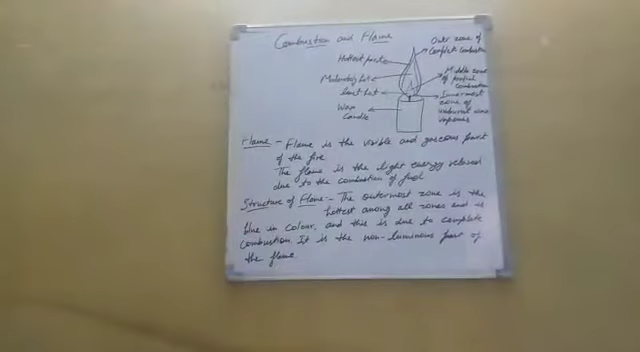 Combustion and Flame
Outer zone of
complete combustion
Hottest part
Moderately hot
Middle zone
of partial
combustion
least hot
Innermost
zone of
unburnt wax
vapours
Wax
Candle
Flame - Flame is the visible and gaseous part
of the fire
The flame is the light energy released
due to the combustion of fuel
Structure of Flame - The outermost zone is the
hottest among all zones and is
blue in colour, and this is due to complete
combustion. It is the non-luminous part of
the flame